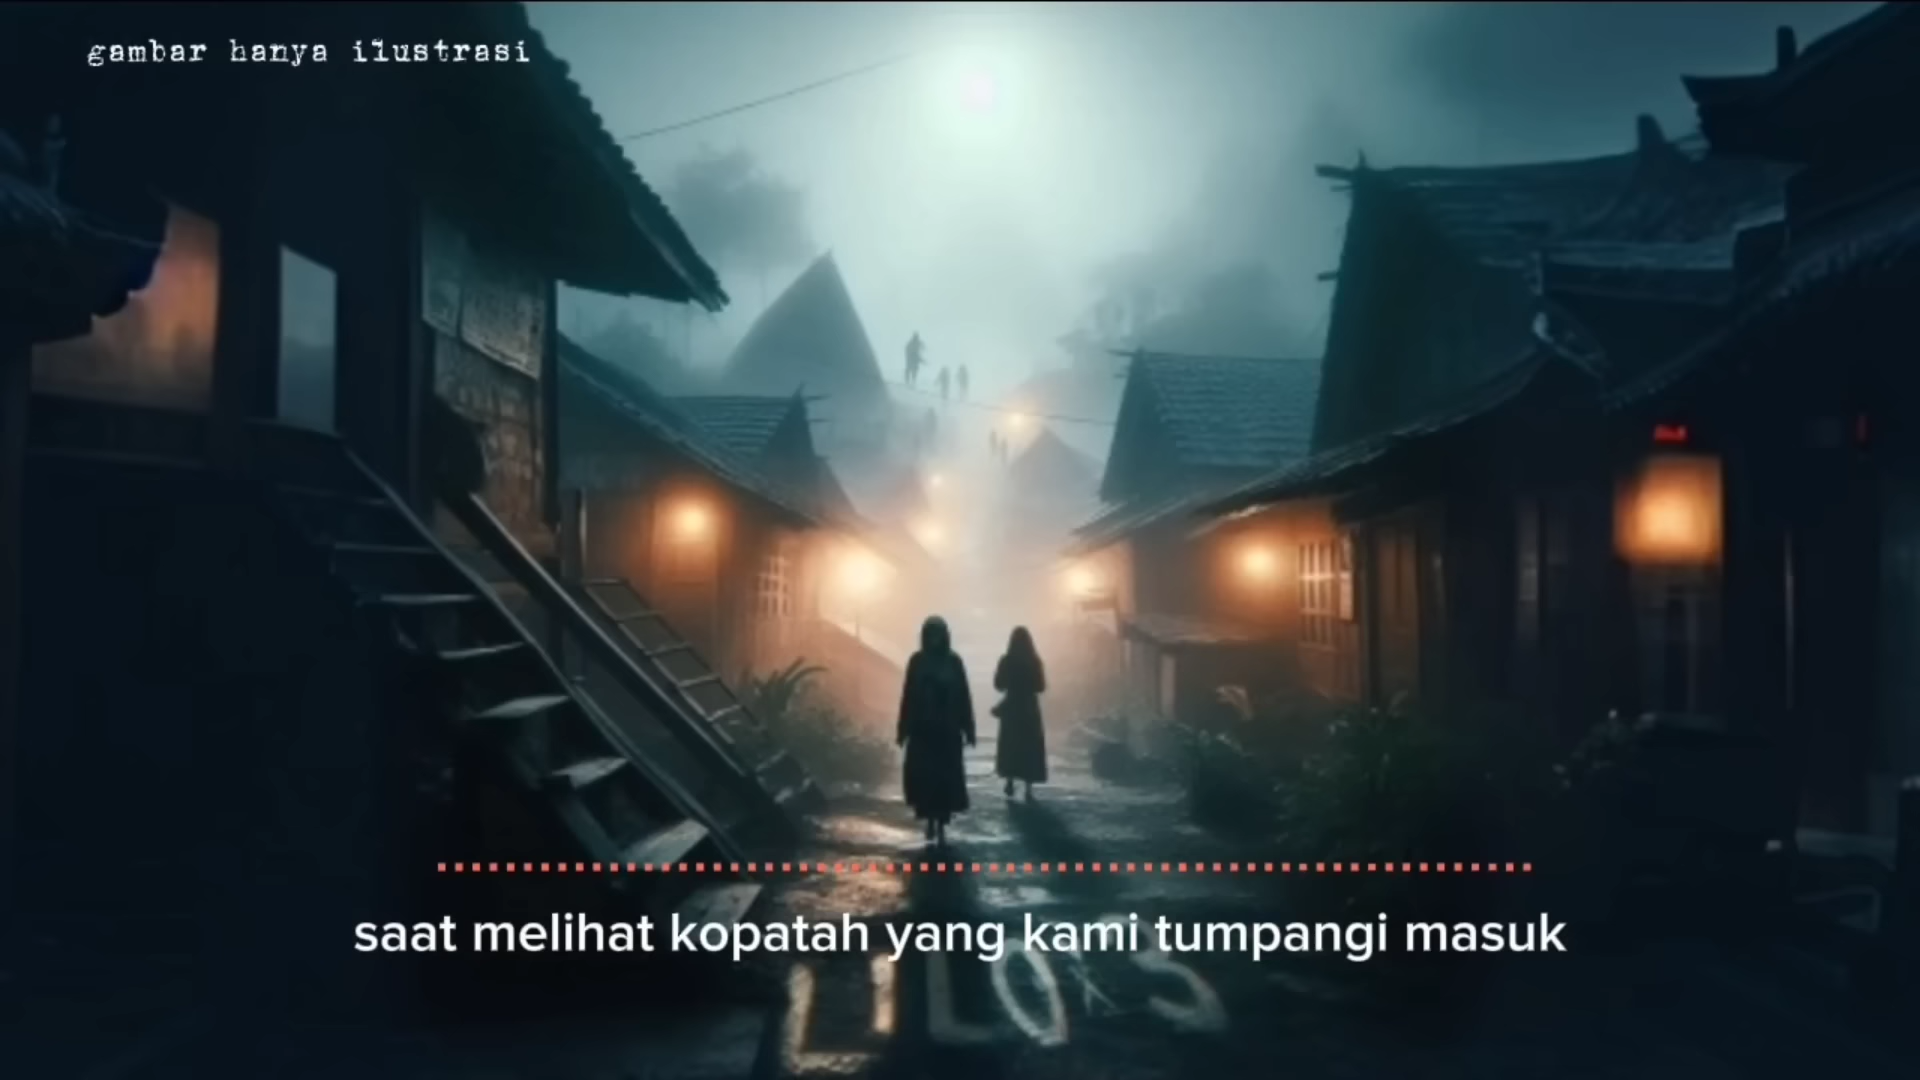 gambar hanya ilustrasi
saat melihat kopatah yang kami tumpangi masuk